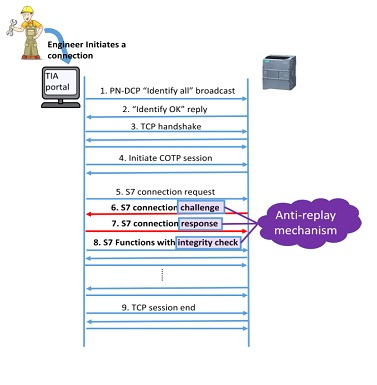 Engineer Initiates a
connection
TIA
portal
1. PN-DCP “Identify all” broadcast
2. “Identify OK” reply
3. TCP handshake
4. Initiate COTP session
5. S7 connection request
6. S7 connection challenge
7. S7 connection response
8. S7 Functions with integrity check
Anti-replay
mechanism
9. TCP session end